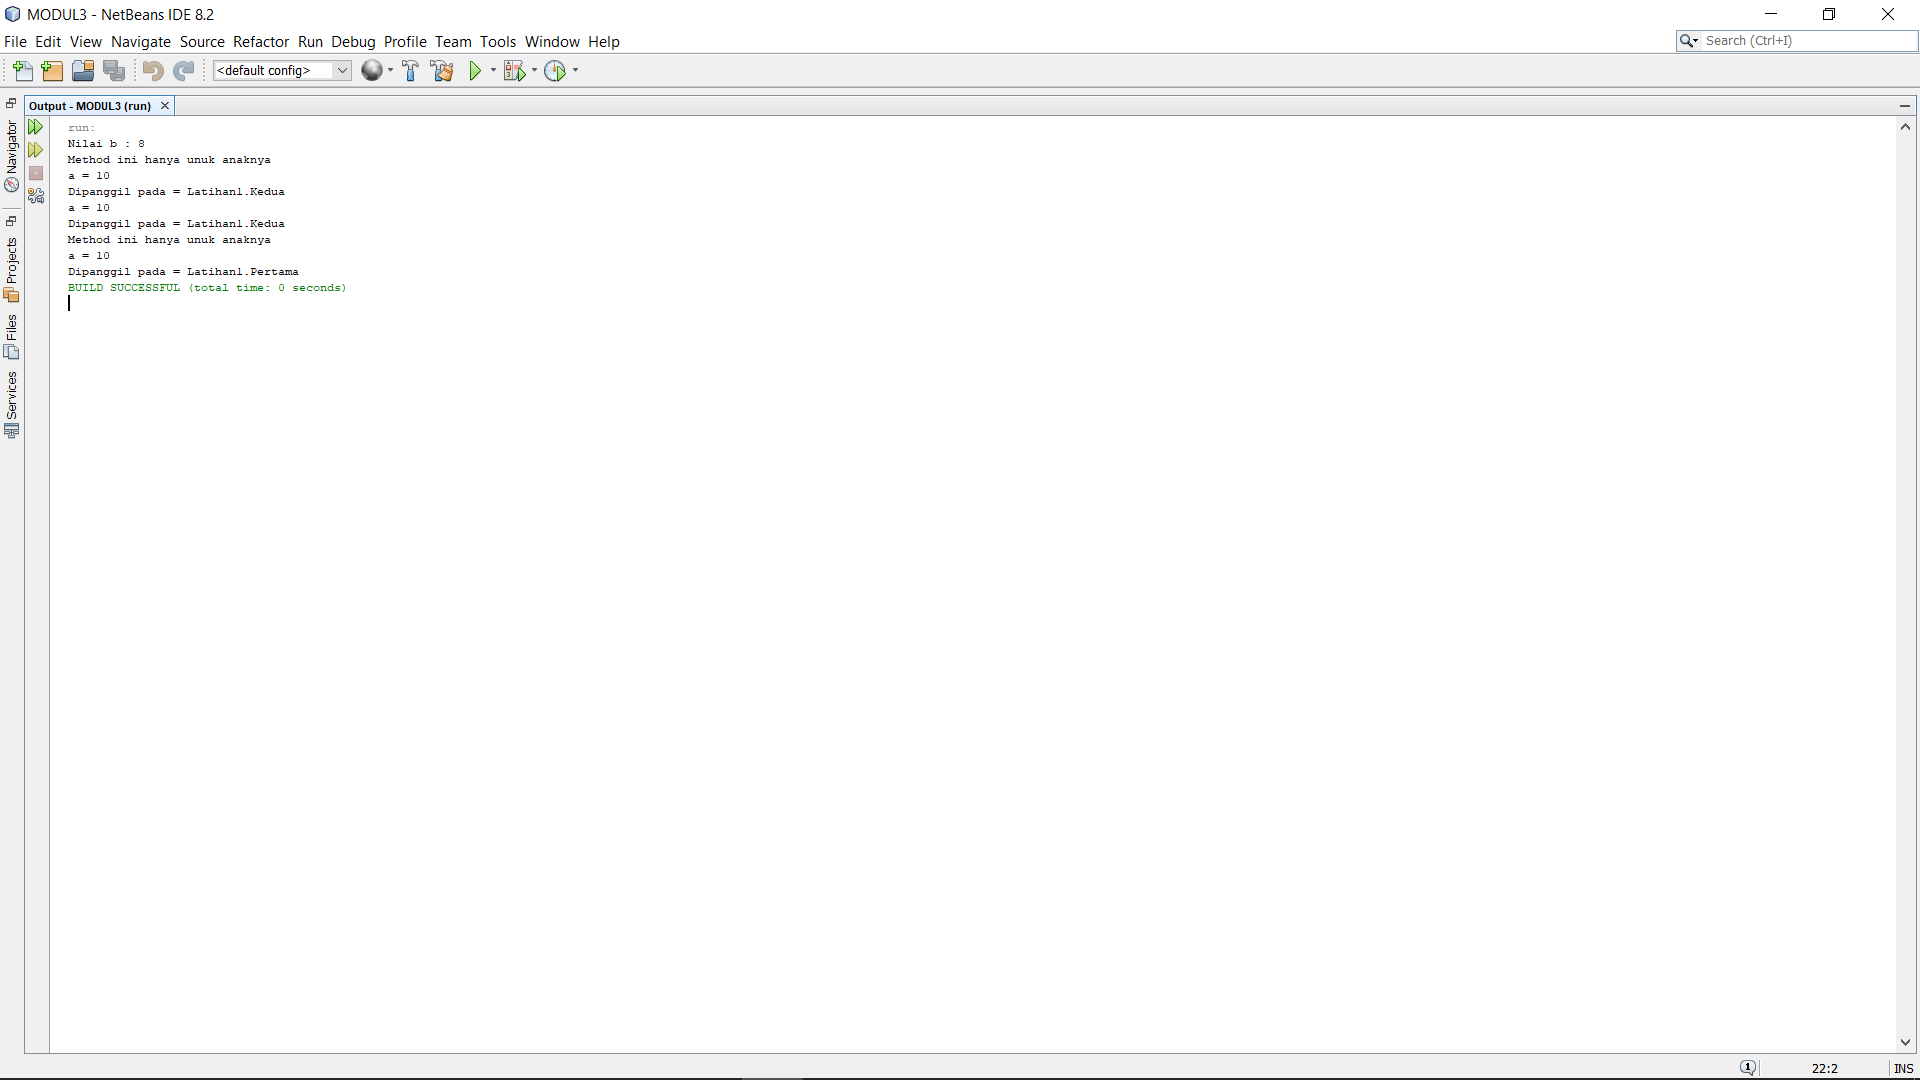 MODUL3 - NetBeans IDE 8.2
File Edit View Navigate Source Refactor Run Debug Profile Team Tools Window Help
Search (Ctrl+I)
<default config>
Output - MODUL3 (run)
Navigator
Projects
Files
Services
run:
Nilai b : 8
Method ini hanya unuk anaknya
a = 10
Dipanggil pada = Latihan1.Kedua
a = 10
Dipanggil pada = Latihan1.Kedua
Method ini hanya unuk anaknya
a = 10
Dipanggil pada = Latihan1.Pertama
BUILD SUCCESSFUL (total time: 0 seconds)
1
22:2
INS